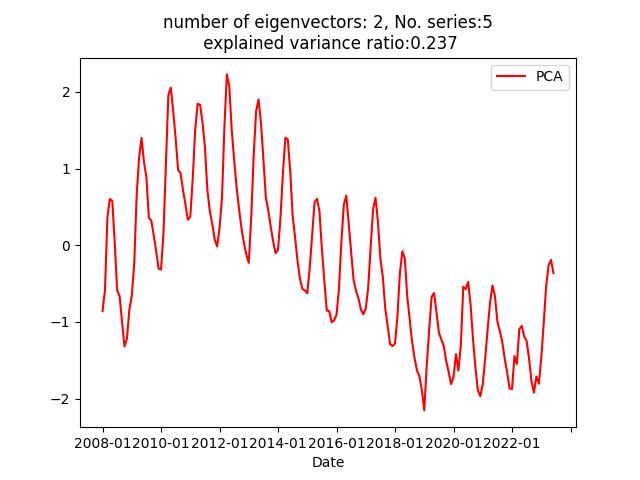 number of eigenvectors: 2, No. series:5
explained variance ratio:0.237
PCA
2
1
0
−1
−2
2008-01 2010-01 2012-01 2014-01 2016-01 2018-01 2020-01 2022-01
Date